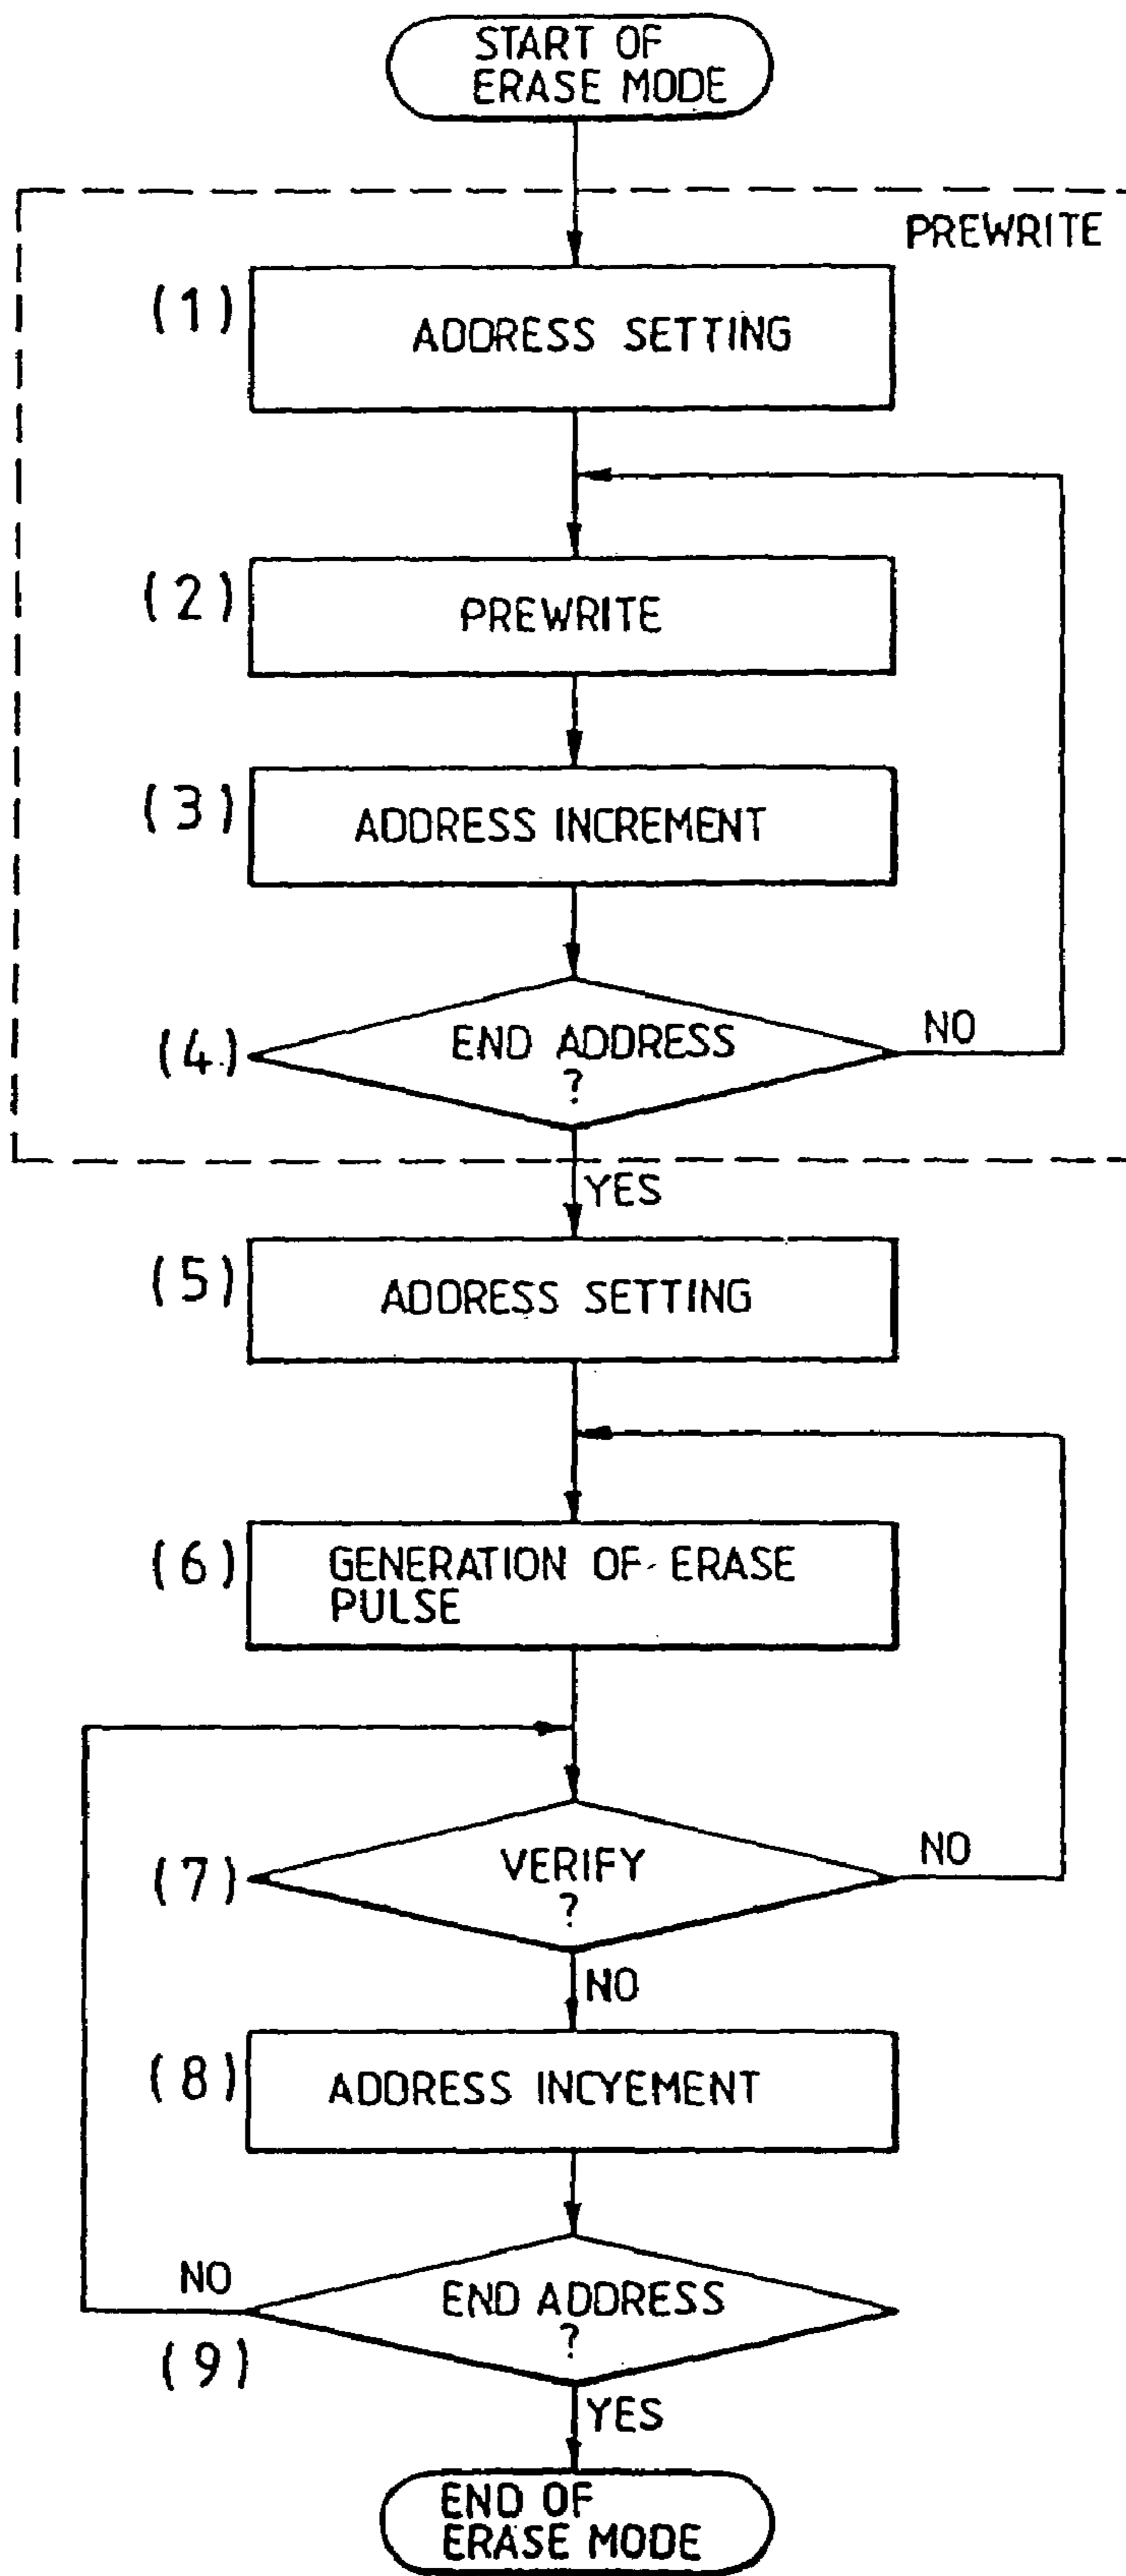 START OF
ERASE MODE
PREWRITE
(1)
ADDRESS SETTING
(2)
PREWRITE
(3)
ADDRESS INCREMENT
(4)
END ADDRESS
?
NO
YES
(5)
ADDRESS SETTING
(6)
GENERATION OF ERASE
PULSE
(7)
VERIFY
?
NO
NO
(8)
ADDRESS INCYEMENT
(9)
END ADDRESS
?
NO
YES
END OF
ERASE MODE